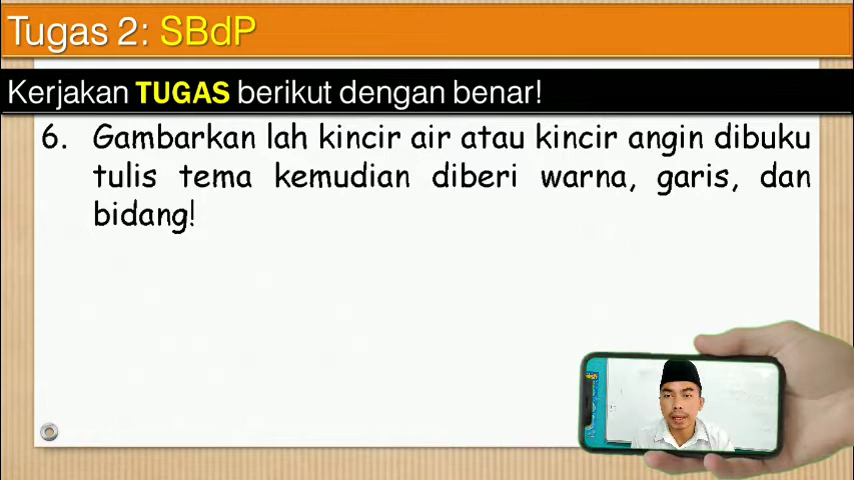 Tugas 2: SBdP
Kerjakan TUGAS berikut dengan benar!
6. Gambarkan lah kincir air atau kincir angin dibuku
tulis tema kemudian diberi warna, garis, dan
bidang!